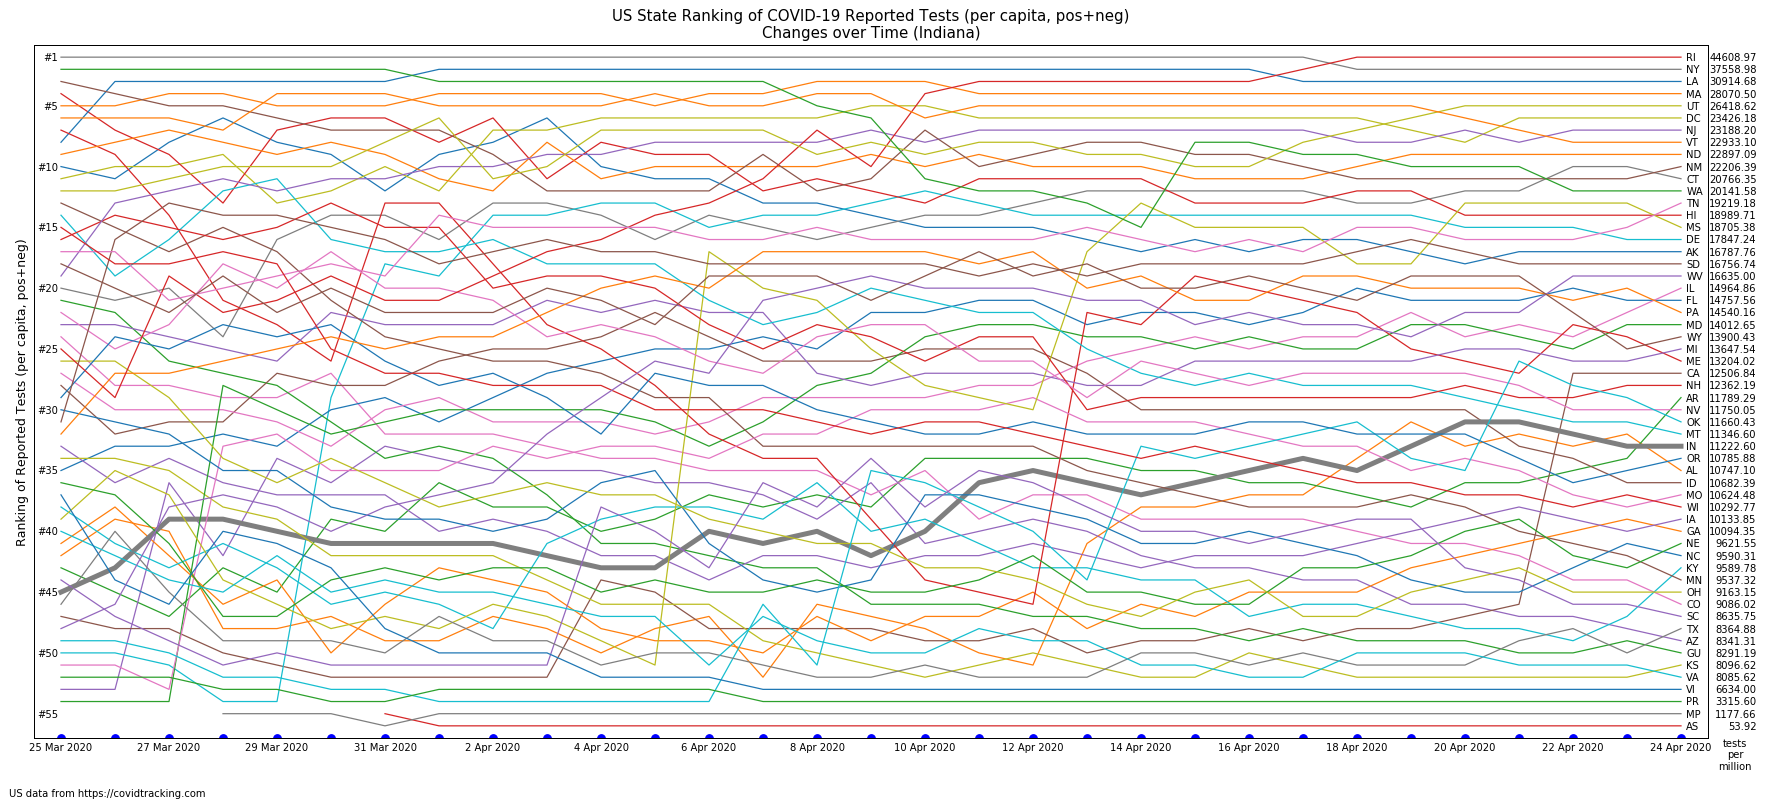 US State Ranking of COVID-19 Reported Tests (per capita, pos+neg)
Changes over Time (Indiana)
Ranking of Reported Tests (per capita, pos+neg)
#1
#5
#10
#15
#20
#25
#30
#35
#40
#45
#50
#55
RI 44608.97
NY 37558.98
LA 30914.68
MA 28070.50
UT 26418.62
DC 23426.18
NJ 23188.20
VT 22933.10
ND 22897.09
NM 22206.39
CT 20766.35
WA 20141.58
TN 19219.18
HI 18989.71
MS 18705.38
DE 17847.24
AK 16787.76
SD 16756.74
WV 16635.00
IL 14964.86
FL 14757.56
PA 14540.16
MD 14012.65
WY 13900.43
MI 13647.54
ME 13204.02
CA 12506.84
NH 12362.19
AR 11789.29
NV 11750.05
OK 11660.43
MT 11346.60
IN 11222.60
OR 10785.88
AL 10747.10
ID 10682.39
MO 10624.48
WI 10292.77
IA 10133.85
GA 10094.35
NE 9621.55
NC 9590.31
KY 9589.78
MN 9537.32
OH 9163.15
CO 9086.02
SC 8635.75
TX 8364.88
AZ 8341.31
GU 8291.19
KS 8096.62
VA 8085.62
VI 6634.00
PR 3315.60
MP 1177.66
AS 53.92
25 Mar 2020 27 Mar 2020 29 Mar 2020 31 Mar 2020 2 Apr 2020 4 Apr 2020 6 Apr 2020 8 Apr 2020 10 Apr 2020 12 Apr 2020 14 Apr 2020 16 Apr 2020 18 Apr 2020 20 Apr 2020 22 Apr 2020 24 Apr 2020
tests
per
million
US data from https://covidtracking.com